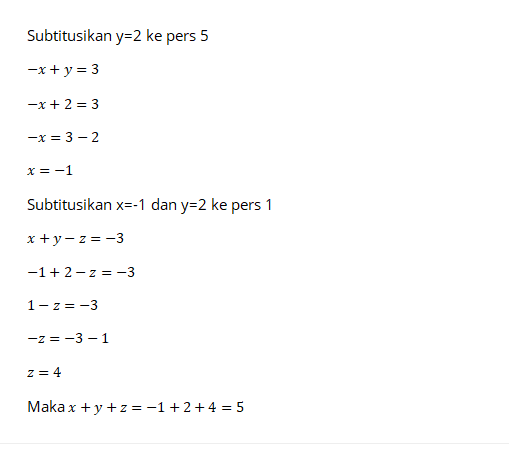 Subtitusikan y=2 ke pers 5
−x + y = 3
−x + 2 = 3
−x = 3 − 2
x = −1
Subtitusikan x=-1 dan y=2 ke pers 1
x + y − z = −3
−1 + 2 − z = −3
1 − z = −3
−z = −3 − 1
z = 4
Maka x + y + z = −1 + 2 + 4 = 5